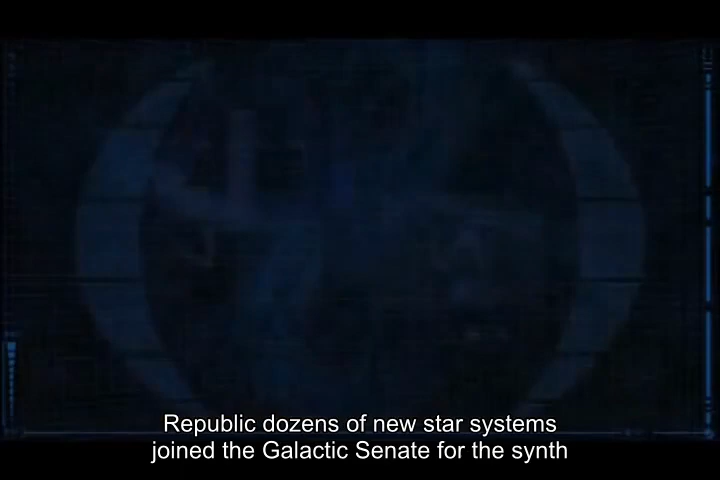 Republic dozens of new star systems
joined the Galactic Senate for the synth